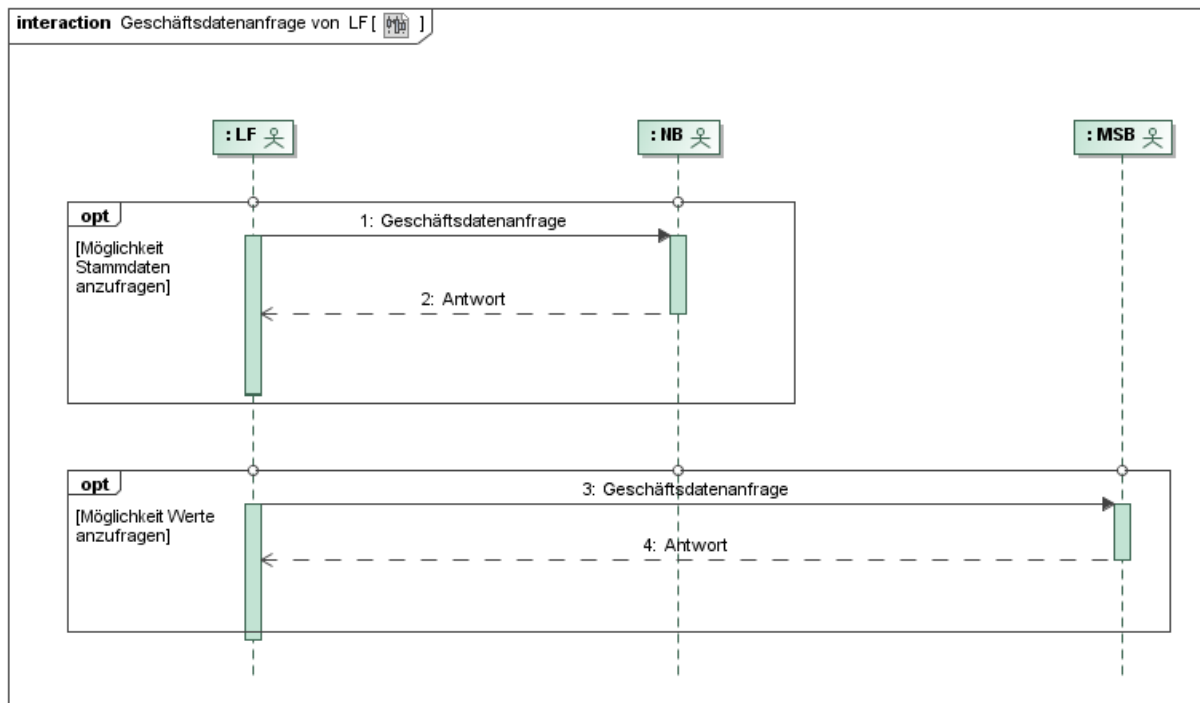 interaction Geschäftsdatenanfrage von LF[ ]
: LF
: NB
: MSB
opt
[Möglichkeit
Stammdaten
anzufragen]
1: Geschäftsdatenanfrage
2: Antwort
opt
[Möglichkeit Werte
anzufragen]
3: Geschäftsdatenanfrage
4: Antwort